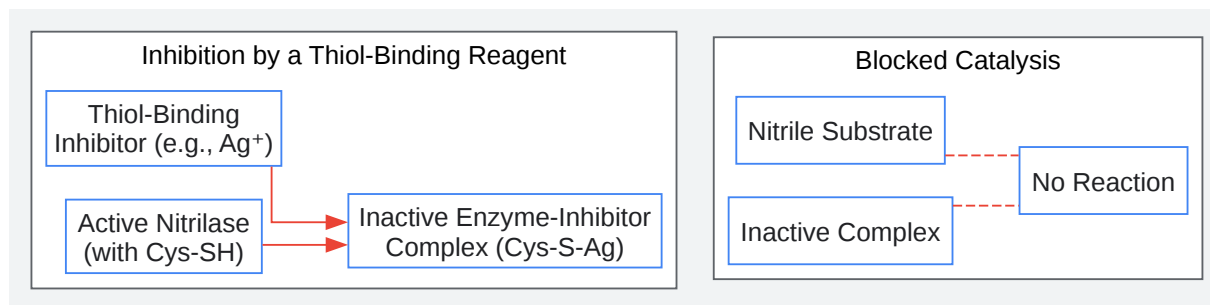 Inhibition by a Thiol-Binding Reagent
Thiol-Binding
Inhibitor (e.g., Ag⁺)
Active Nitrilase
(with Cys-SH)
Inactive Enzyme-Inhibitor
Complex (Cys-S-Ag)
Blocked Catalysis
Nitrile Substrate
Inactive Complex
No Reaction